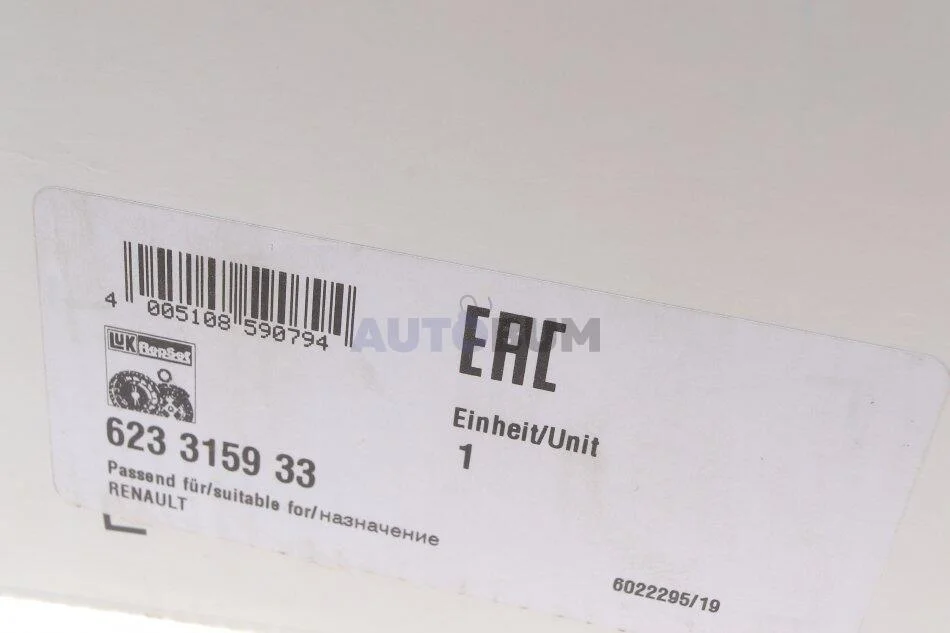 4 005108 590794
LUK RepSet
623 3159 33
Passend für/suitable for/назначение
RENAULT
EAC
Einheit/Unit
1
6022295/19